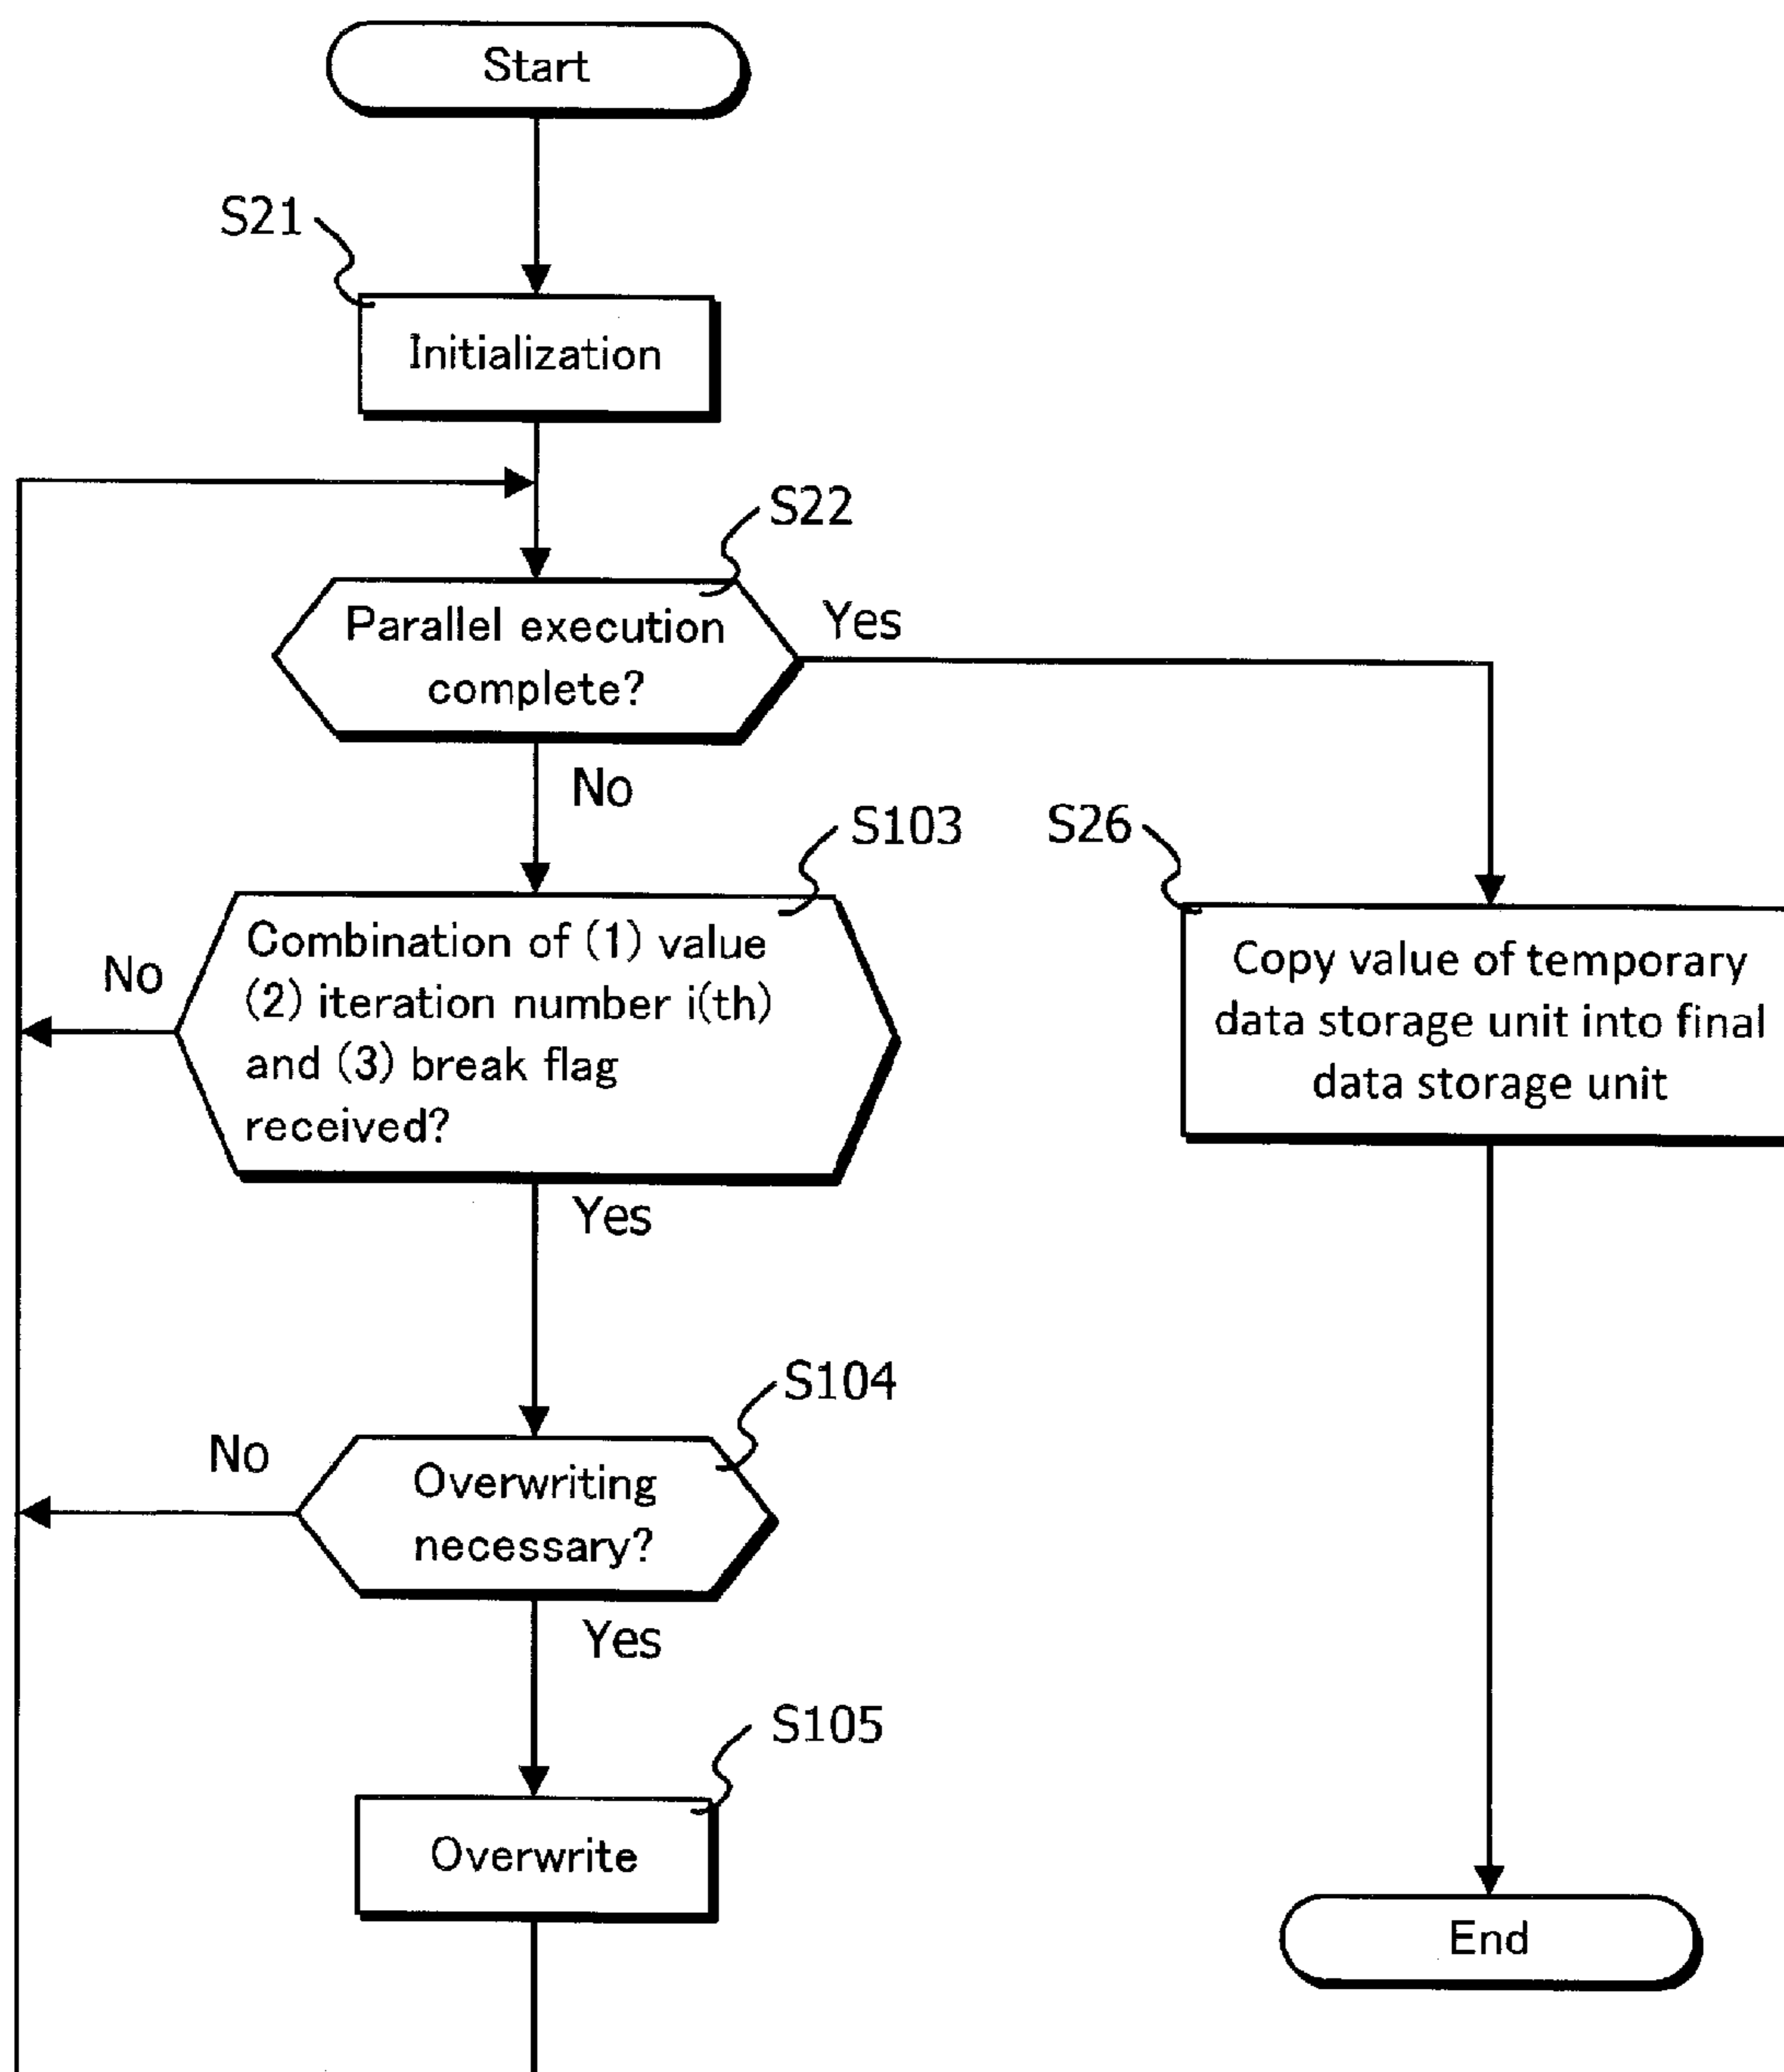 Start
S21
Initialization
S22
Parallel execution
complete?
Yes
No
S103
S26
Combination of (1) value
(2) iteration number i(th)
and (3) break flag
received?
No
Copy value of temporary
data storage unit into final
data storage unit
Yes
S104
No
Overwriting
necessary?
Yes
S105
Overwrite
End